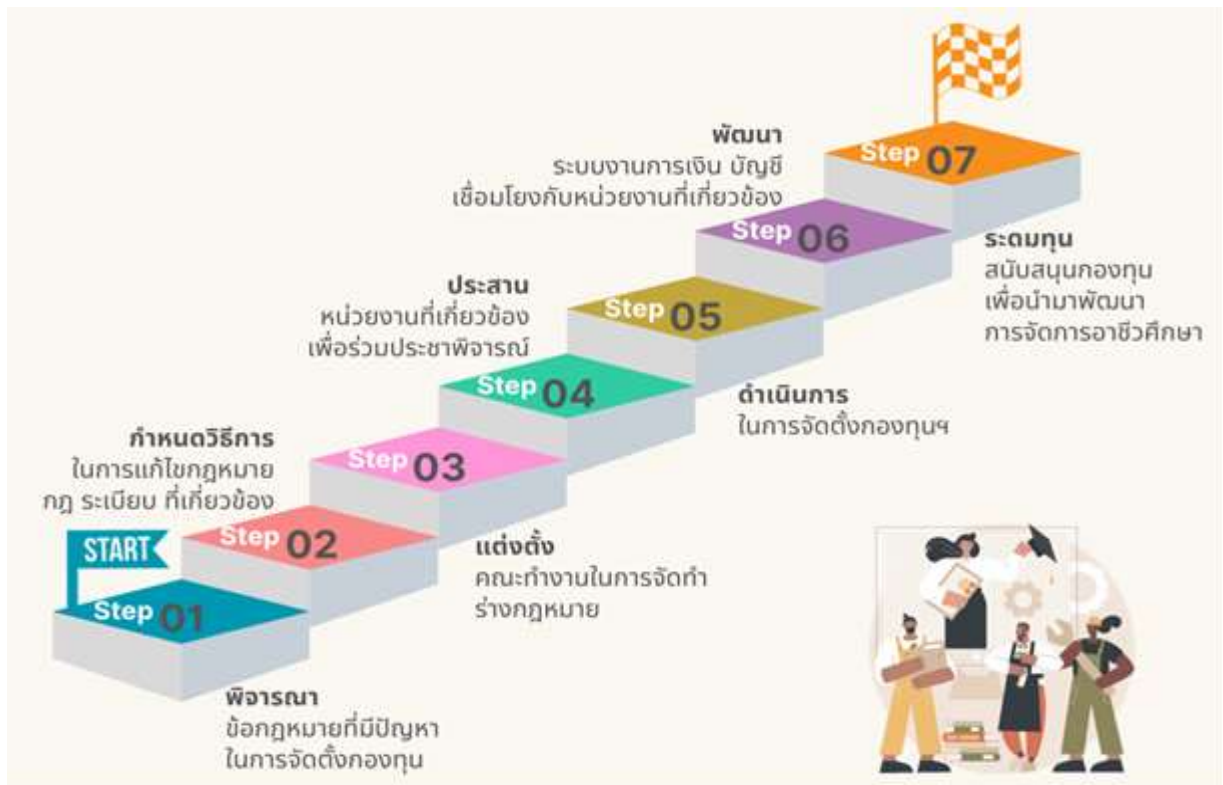 START
Step 01
พิจารณา
ข้อกฎหมายที่มีปัญหา
ในการจัดตั้งกองทุน
Step 02
กำหนดวิธีการ
ในการแก้ไขกฎหมาย
กฎ ระเบียบ ที่เกี่ยวข้อง
Step 03
แต่งตั้ง
คณะทำงานในการจัดทำ
ร่างกฎหมาย
Step 04
ประสาน
หน่วยงานที่เกี่ยวข้อง
เพื่อร่วมประชาพิจารณ์
Step 05
ดำเนินการ
ในการจัดตั้งกองทุนฯ
Step 06
พัฒนา
ระบบงานการเงิน บัญชี
เชื่อมโยงกับหน่วยงานที่เกี่ยวข้อง
Step 07
ระดมทุน
สนับสนุนกองทุน
เพื่อนำมาพัฒนา
การจัดการอาชีวศึกษา